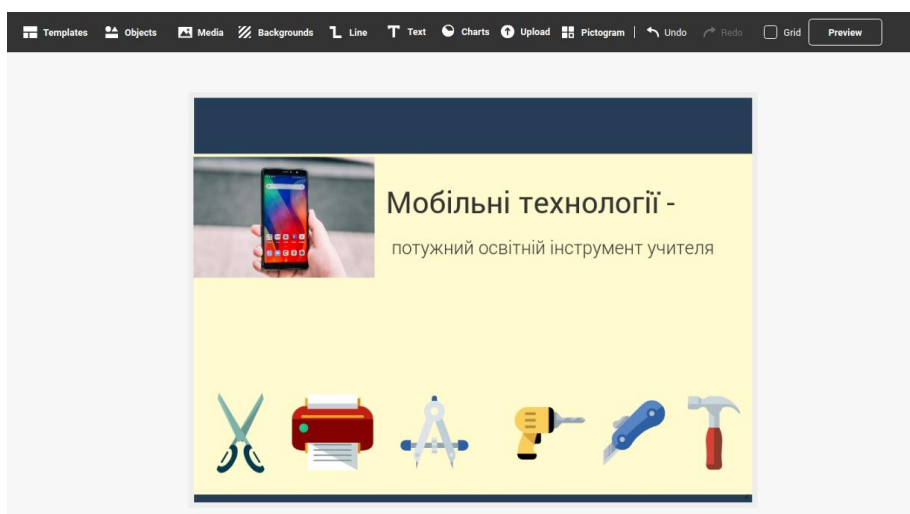 Templates Objects Media Backgrounds Line Text Charts Upload Pictogram Undo Redo Grid Preview
Мобільні технології -
потужний освітній інструмент учителя